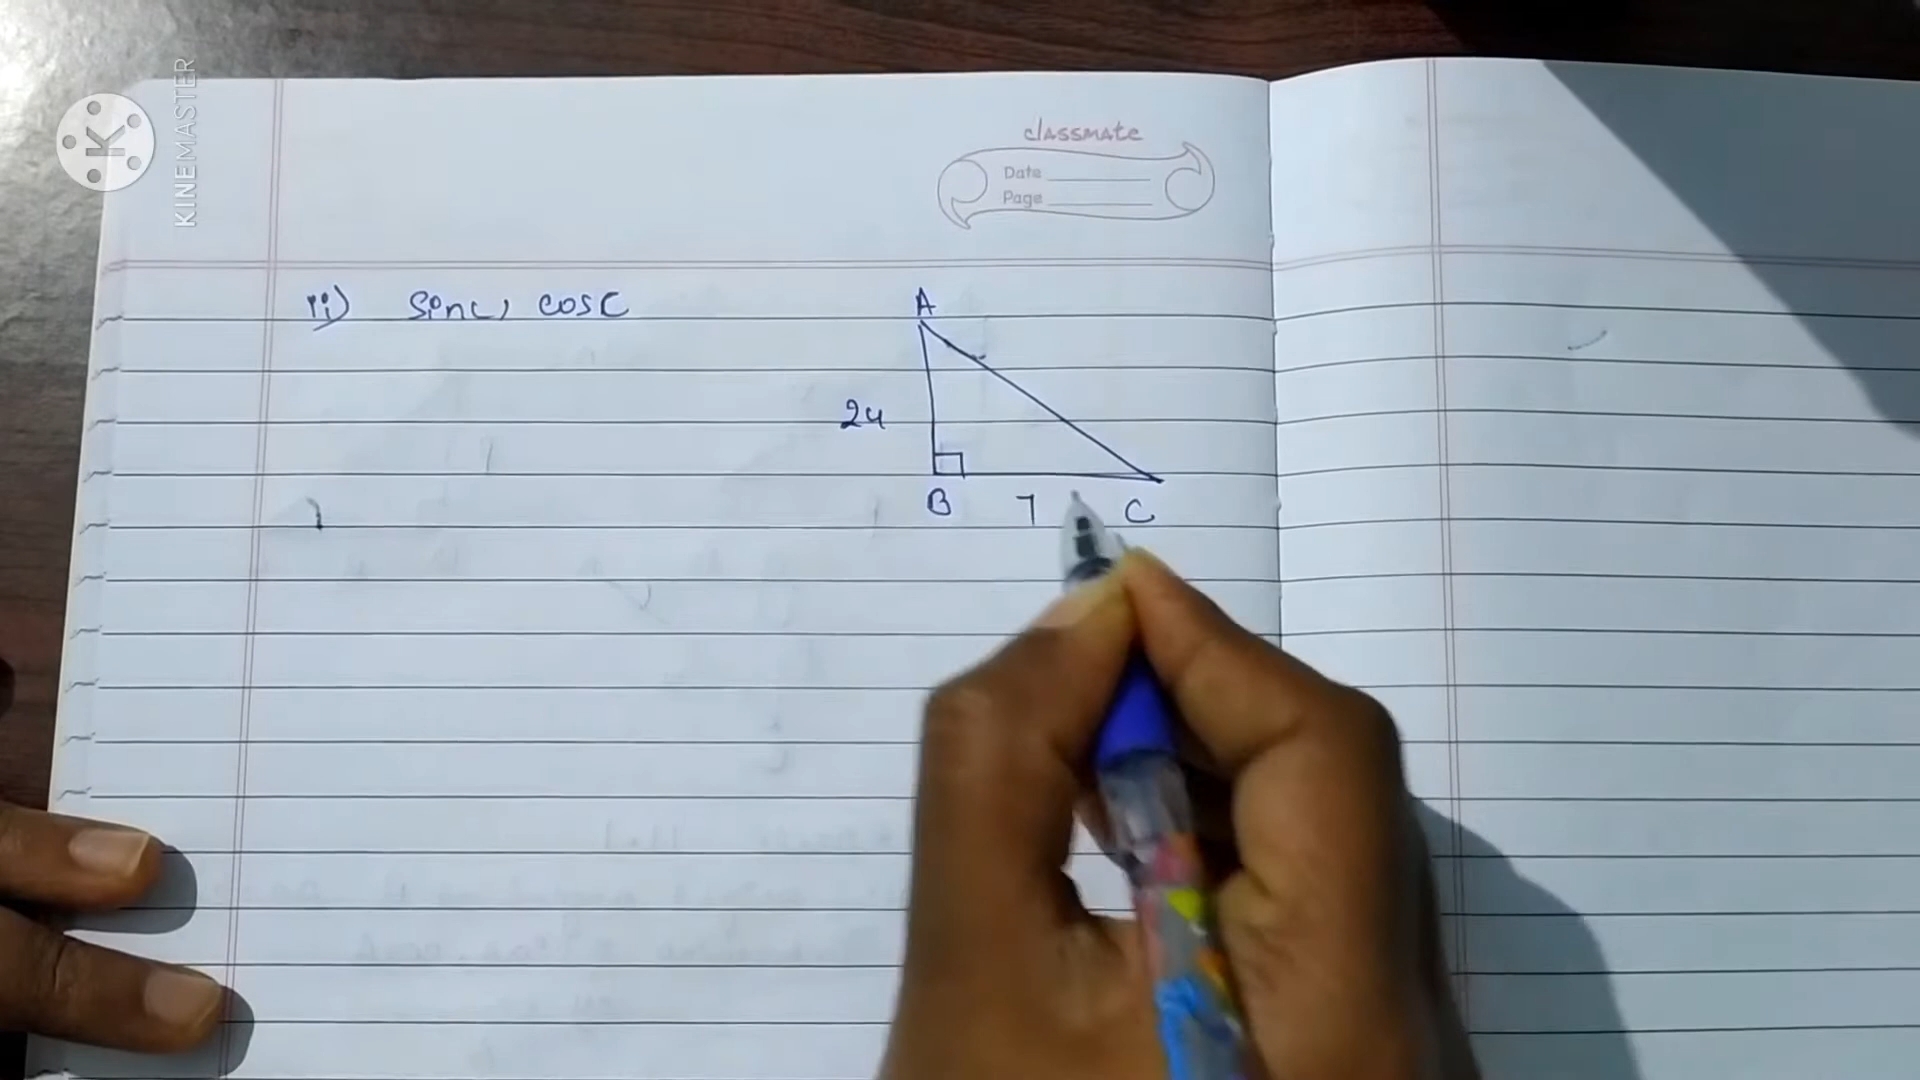 KINEMASTER
classmate
Date
Page
ii) sinc, cosC
A
24
B 7 C